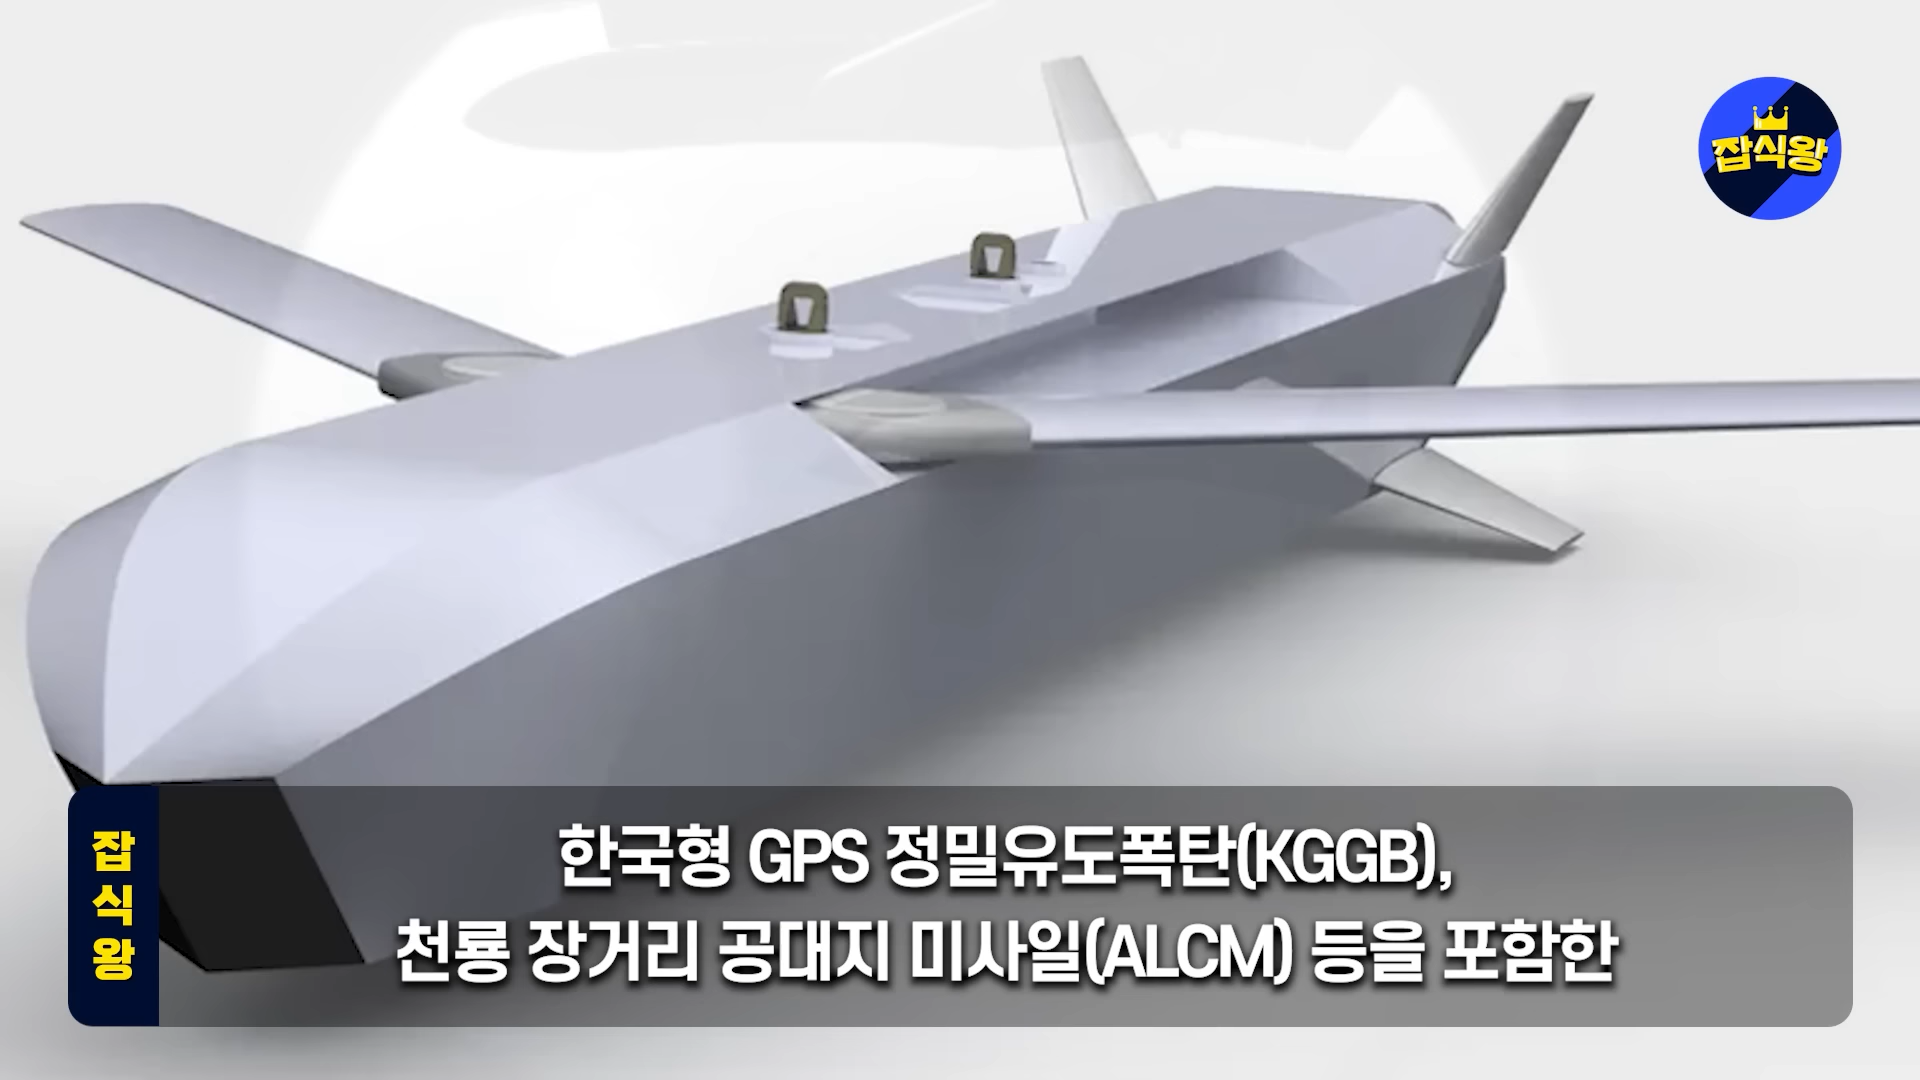 잡식왕
잡식왕
한국형 GPS 정밀유도폭탄(KGGB),
천룡 장거리 공대지 미사일(ALCM) 등을 포함한